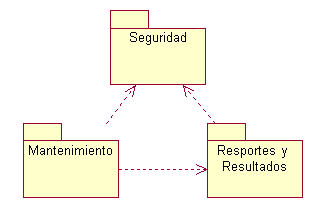 Seguridad
Mantenimiento
Resportes y
Resultados